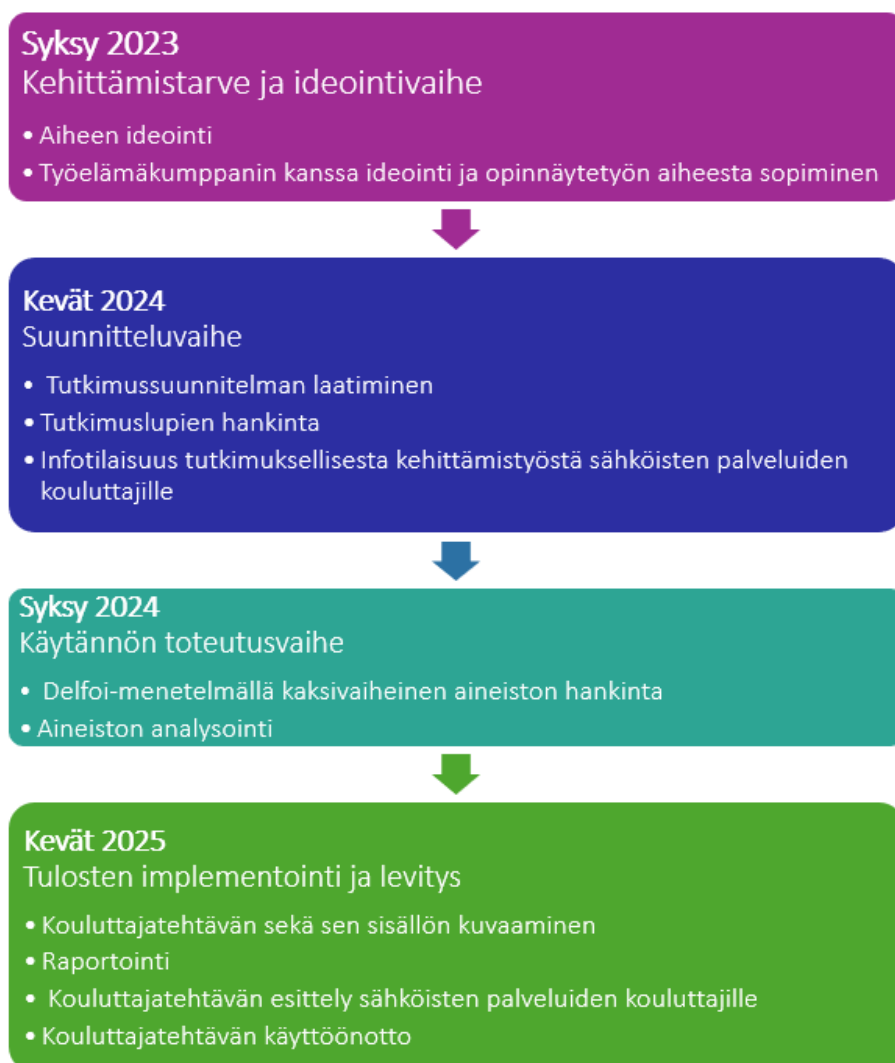 Syksy 2023
Kehittämistarve ja ideointivaihe
• Aiheen ideointi
• Työelämäkumppanin kanssa ideointi ja opinnäytetyön aiheesta sopiminen
Kevät 2024
Suunnitteluvaihe
• Tutkimussuunnitelman laatiminen
• Tutkimuslupien hankinta
• Infotilaisuus tutkimuksellisesta kehittämistyöstä sähköisten palveluiden
kouluttajille
Syksy 2024
Käytännön toteutusvaihe
• Delfoi-menetelmällä kaksivaiheinen aineiston hankinta
• Aineiston analysointi
Kevät 2025
Tulosten implementointi ja levitys
• Kouluttajatehtävän sekä sen sisällön kuvaaminen
• Raportointi
• Kouluttajatehtävän esittely sähköisten palveluiden kouluttajille
• Kouluttajatehtävän käyttöönotto